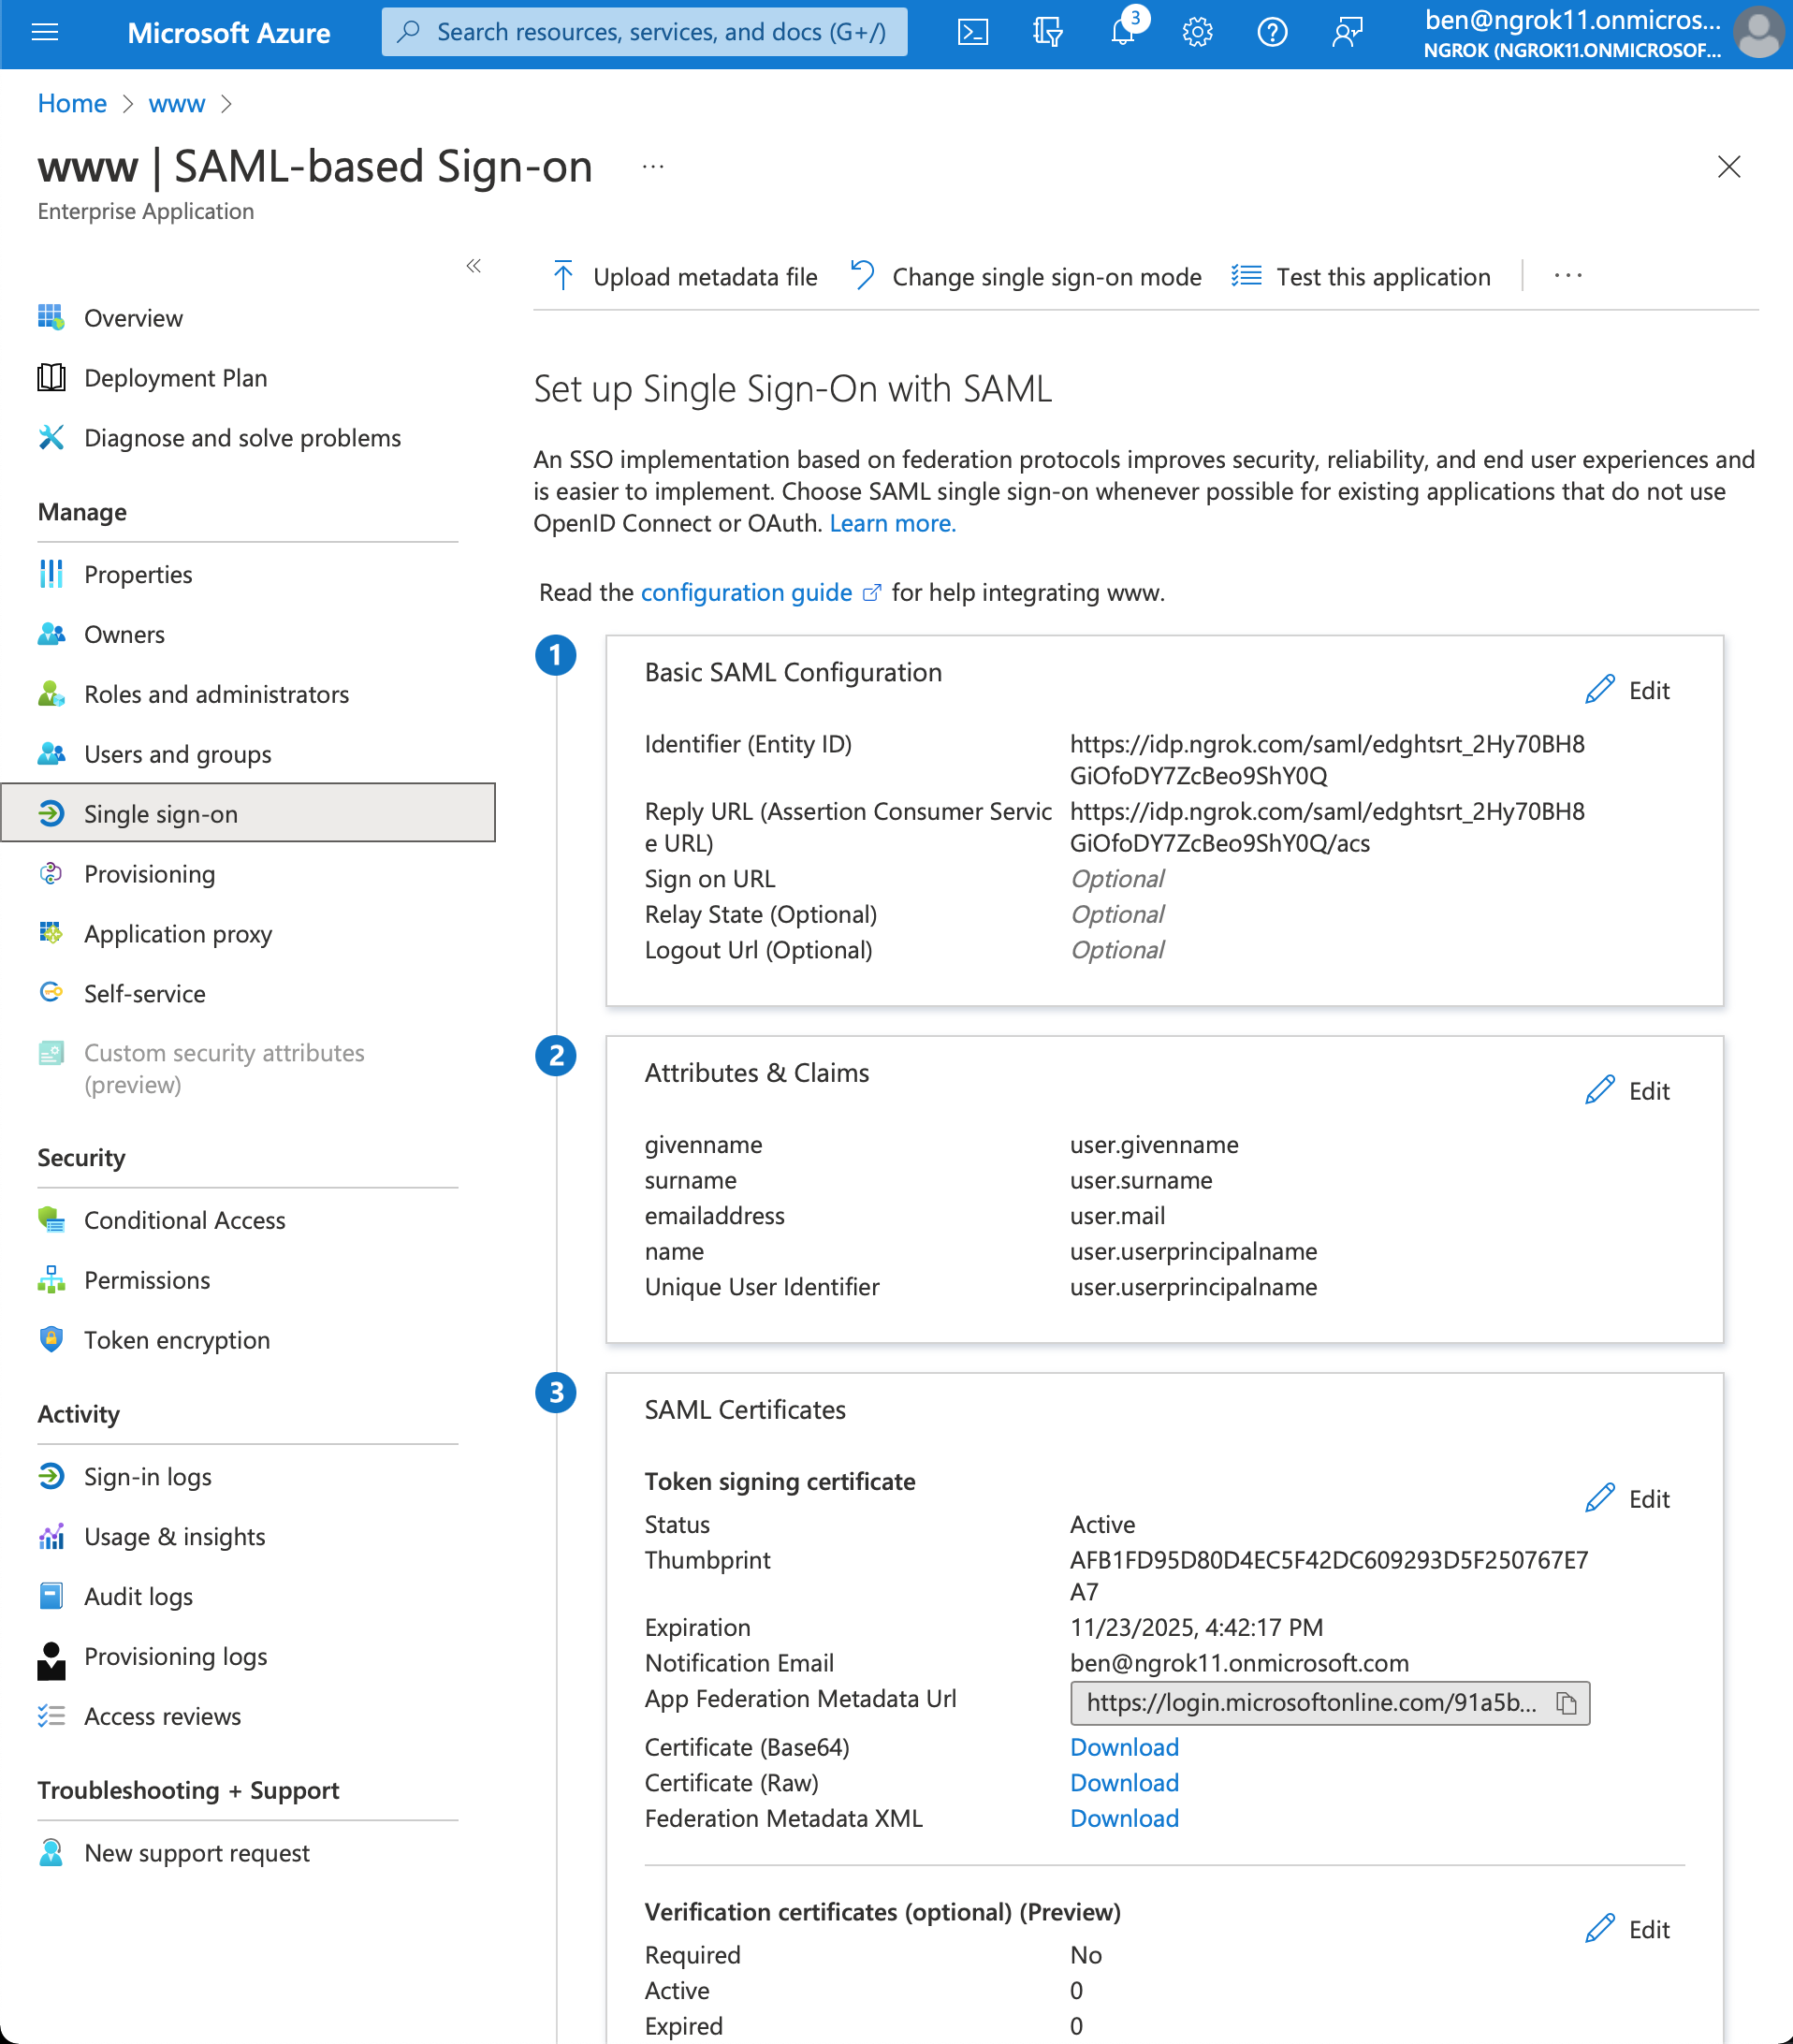 Microsoft Azure
Search resources, services, and docs (G+/)
3
ben@ngrok11.onmicros...
NGROK (NGROK11.ONMICROSOF...
Home > www >
www | SAML-based Sign-on ...
Enterprise Application
Overview
Deployment Plan
Diagnose and solve problems
Manage
Properties
Owners
Roles and administrators
Users and groups
Single sign-on
Provisioning
Application proxy
Self-service
Custom security attributes
(preview)
Security
Conditional Access
Permissions
Token encryption
Activity
Sign-in logs
Usage & insights
Audit logs
Provisioning logs
Access reviews
Troubleshooting + Support
New support request
Upload metadata file
Change single sign-on mode
Test this application
...
Set up Single Sign-On with SAML
An SSO implementation based on federation protocols improves security, reliability, and end user experiences and
is easier to implement. Choose SAML single sign-on whenever possible for existing applications that do not use
OpenID Connect or OAuth. Learn more.
Read the configuration guide for help integrating www.
1
Basic SAML Configuration
Edit
Identifier (Entity ID) https://idp.ngrok.com/saml/edghtsrt_2Hy70BH8
GiOfoDY7ZcBeo9ShY0Q
Reply URL (Assertion Consumer Servic https://idp.ngrok.com/saml/edghtsrt_2Hy70BH8
e URL) GiOfoDY7ZcBeo9ShY0Q/acs
Sign on URL Optional
Relay State (Optional) Optional
Logout Url (Optional) Optional
2
Attributes & Claims
Edit
givenname user.givenname
surname user.surname
emailaddress user.mail
name user.userprincipalname
Unique User Identifier user.userprincipalname
3
SAML Certificates
Token signing certificate
Edit
Status Active
Thumbprint AFB1FD95D80D4EC5F42DC609293D5F250767E7
A7
Expiration 11/23/2025, 4:42:17 PM
Notification Email ben@ngrok11.onmicrosoft.com
App Federation Metadata Url https://login.microsoftonline.com/91a5b...
Certificate (Base64) Download
Certificate (Raw) Download
Federation Metadata XML Download
Verification certificates (optional) (Preview)
Edit
Required No
Active 0
Expired 0